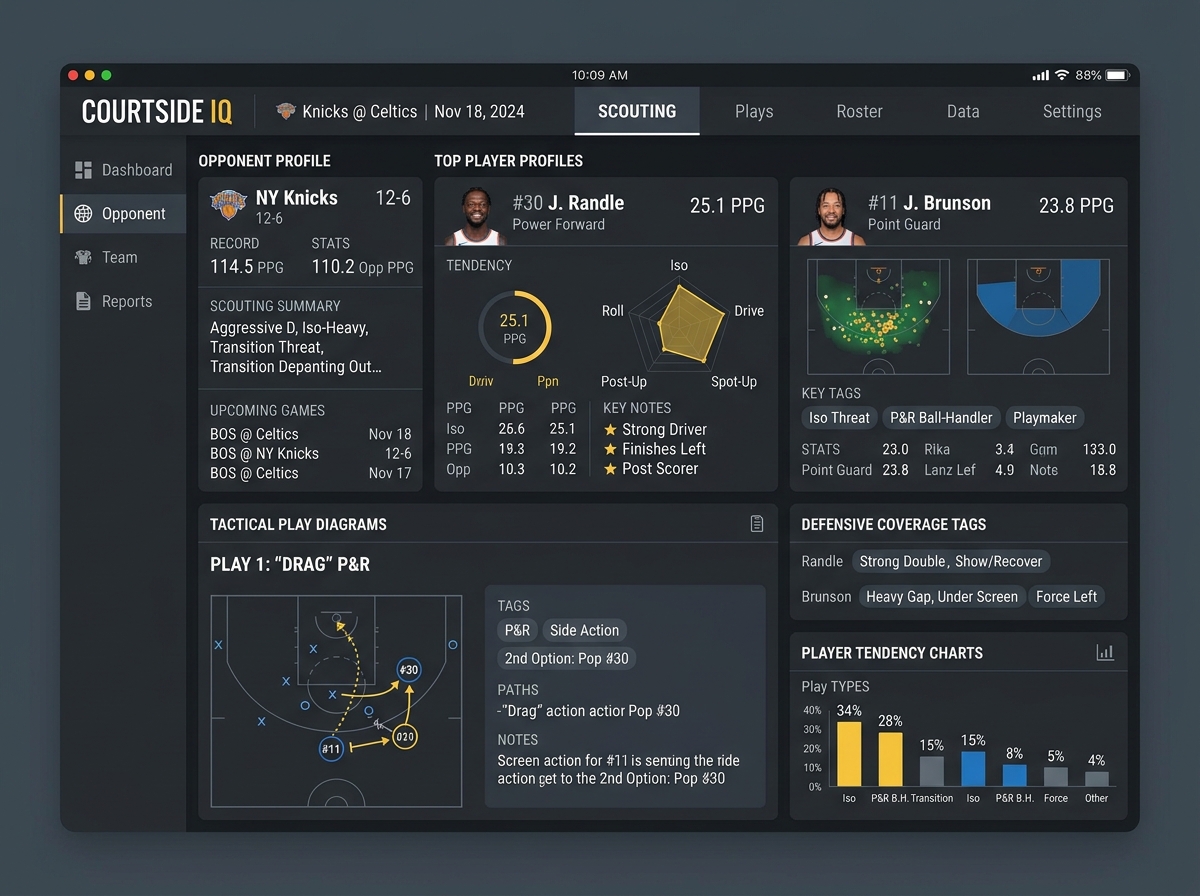 10:09 AM
88%
COURTSIDE IQ
Knicks @ Celtics | Nov 18, 2024
SCOUTING
Plays
Roster
Data
Settings
Dashboard
Opponent
Team
Reports
OPPONENT PROFILE
NY Knicks
12-6
12-6
RECORD
STATS
114.5 PPG
110.2 Opp PPG
SCOUTING SUMMARY
Aggressive D, Iso-Heavy,
Transition Threat,
Transition Depanting Out...
UPCOMING GAMES
BOS @ Celtics Nov 18
BOS @ NY Knicks 12-6
BOS @ Celtics Nov 17
TOP PLAYER PROFILES
#30 J. Randle
Power Forward
25.1 PPG
TENDENCY
25.1
PPG
Dwiv Ppn
Iso
Drive
Spot-Up
Post-Up
Roll
PPG PPG PPG
Iso 26.6 25.1
PPG 19.3 19.2
Opp 10.3 10.2
KEY NOTES
Strong Driver
Finishes Left
Post Scorer
#11 J. Brunson
Point Guard
23.8 PPG
KEY TAGS
Iso Threat
P&R Ball-Handler
Playmaker
STATS 23.0 Rika 3.4 Gqm 133.0
Point Guard 23.8 Lanz Lef 4.9 Note 18.8
TACTICAL PLAY DIAGRAMS
PLAY 1: "DRAG" P&R
X
X
X
X
X
#30
#11
020
TAGS
P&R
Side Action
2nd Option: Pop #30
PATHS
-"Drag" action actior Pop #30
NOTES
Screen action for #11 is senting the ride
action get to the 2nd Option: Pop #30
DEFENSIVE COVERAGE TAGS
Randle Strong Double, Show/Recover
Brunson Heavy Gap, Under Screen Force Left
PLAYER TENDENCY CHARTS
Play TYPES
40%
30%
20%
10%
0%
34%
28%
15%
15%
8%
5%
4%
Iso P&R B.H. Transition Iso P&R B.H. Force Other